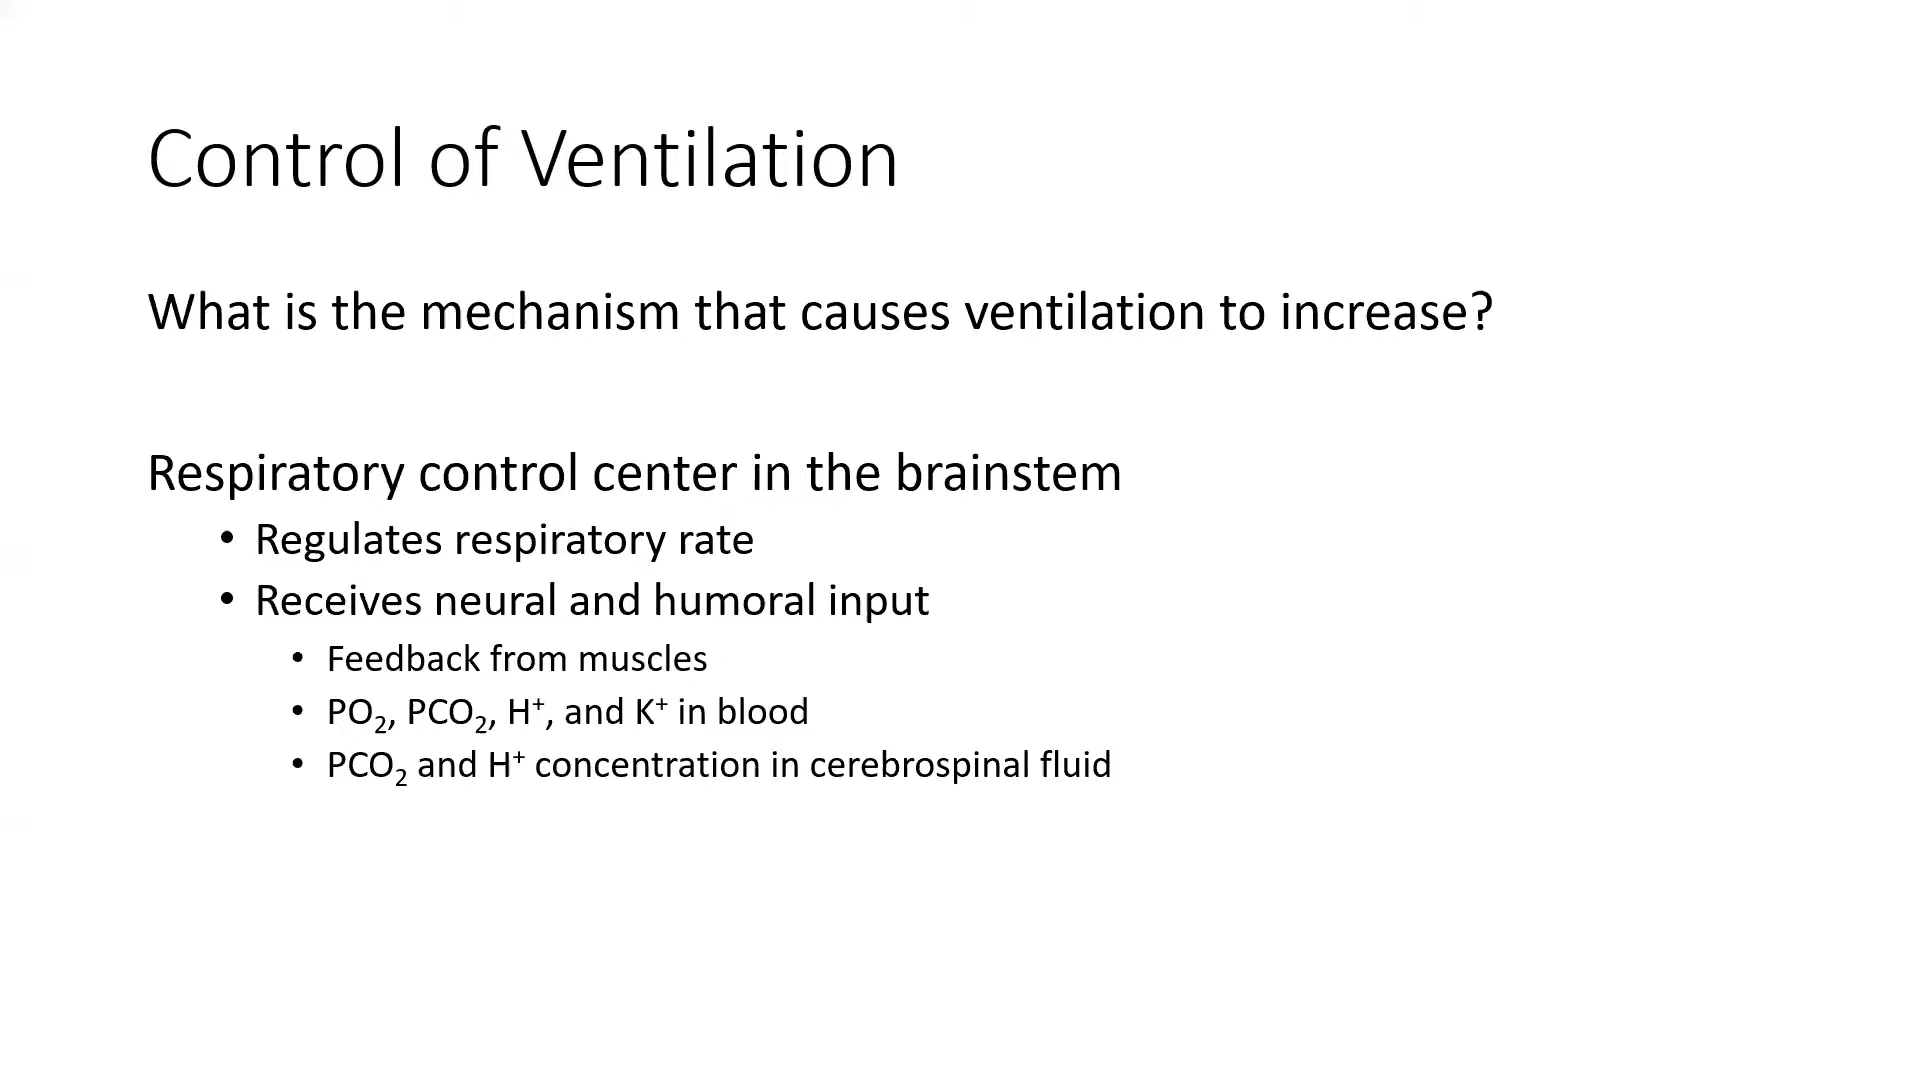 Control of Ventilation
What is the mechanism that causes ventilation to increase?
Respiratory control center in the brainstem
• Regulates respiratory rate
• Receives neural and humoral input
• Feedback from muscles
• PO₂, PCO₂, H⁺, and K⁺ in blood
• PCO₂ and H⁺ concentration in cerebrospinal fluid